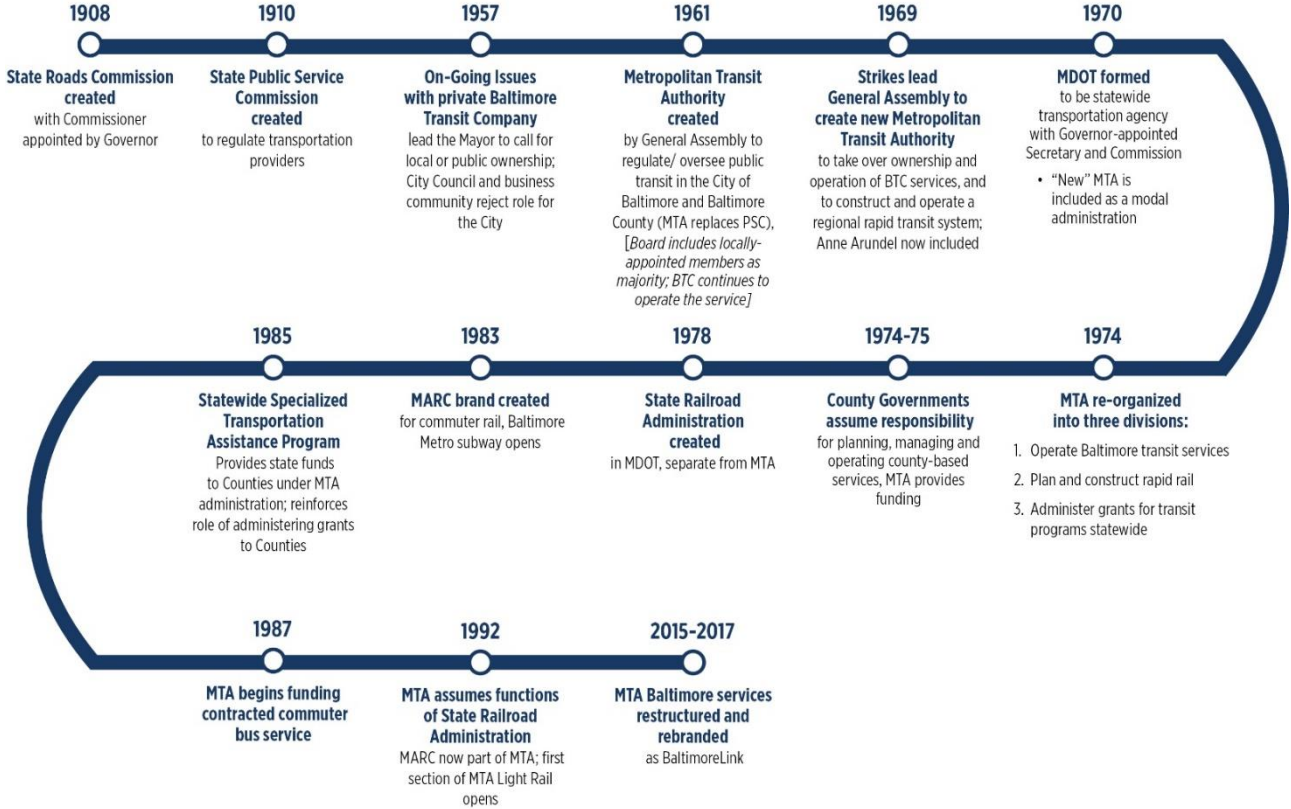 1908
State Roads Commission
created
with Commissioner
appointed by Governor
1910
State Public Service
Commission
created
to regulate transportation
providers
1957
On-Going Issues
with private Baltimore
Transit Company
lead the Mayor to call for
local or public ownership;
City Council and business
community reject role for
the City
1961
Metropolitan Transit
Authority
created
by General Assembly to
regulate/ oversee public
transit in the City of
Baltimore and Baltimore
County (MTA replaces PSC),
[Board includes locally-
appointed members as
majority; BTC continues to
operate the service]
1969
Strikes lead
General Assembly to
create new Metropolitan
Transit Authority
to take over ownership and
operation of BTC services, and
to construct and operate a
regional rapid transit system;
Anne Arundel now included
1970
MDOT formed
to be statewide
transportation agency
with Governor-appointed
Secretary and Commission
• “New” MTA is
included as a modal
administration
1974
MTA re-organized
into three divisions:
1. Operate Baltimore transit services
2. Plan and construct rapid rail
3. Administer grants for transit
programs statewide
1974-75
County Governments
assume responsibility
for planning, managing and
operating county-based
services, MTA provides
funding
1978
State Railroad
Administration
created
in MDOT, separate from MTA
1983
MARC brand created
for commuter rail, Baltimore
Metro subway opens
1985
Statewide Specialized
Transportation
Assistance Program
Provides state funds
to Counties under MTA
administration; reinforces
role of administering grants
to Counties
1987
MTA begins funding
contracted commuter
bus service
1992
MTA assumes functions
of State Railroad
Administration
MARC now part of MTA; first
section of MTA Light Rail
opens
2015-2017
MTA Baltimore services
restructured and
rebranded
as BaltimoreLink